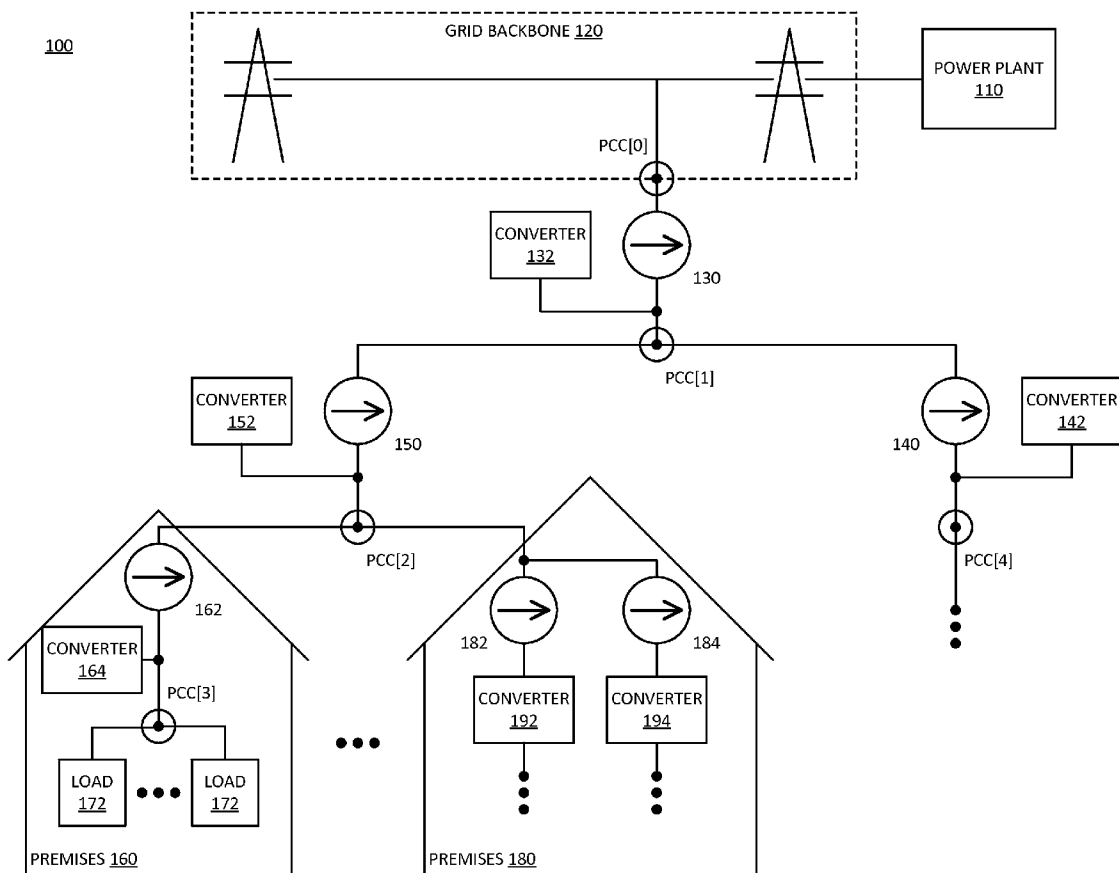 100
GRID BACKBONE 120
POWER PLANT
110
PCC[0]
CONVERTER
132
130
PCC[1]
CONVERTER
152
150
CONVERTER
142
140
PCC[2]
PCC[4]
162
182
184
CONVERTER
164
PCC[3]
CONVERTER
192
CONVERTER
194
LOAD
172
LOAD
172
PREMISES 160
PREMISES 180